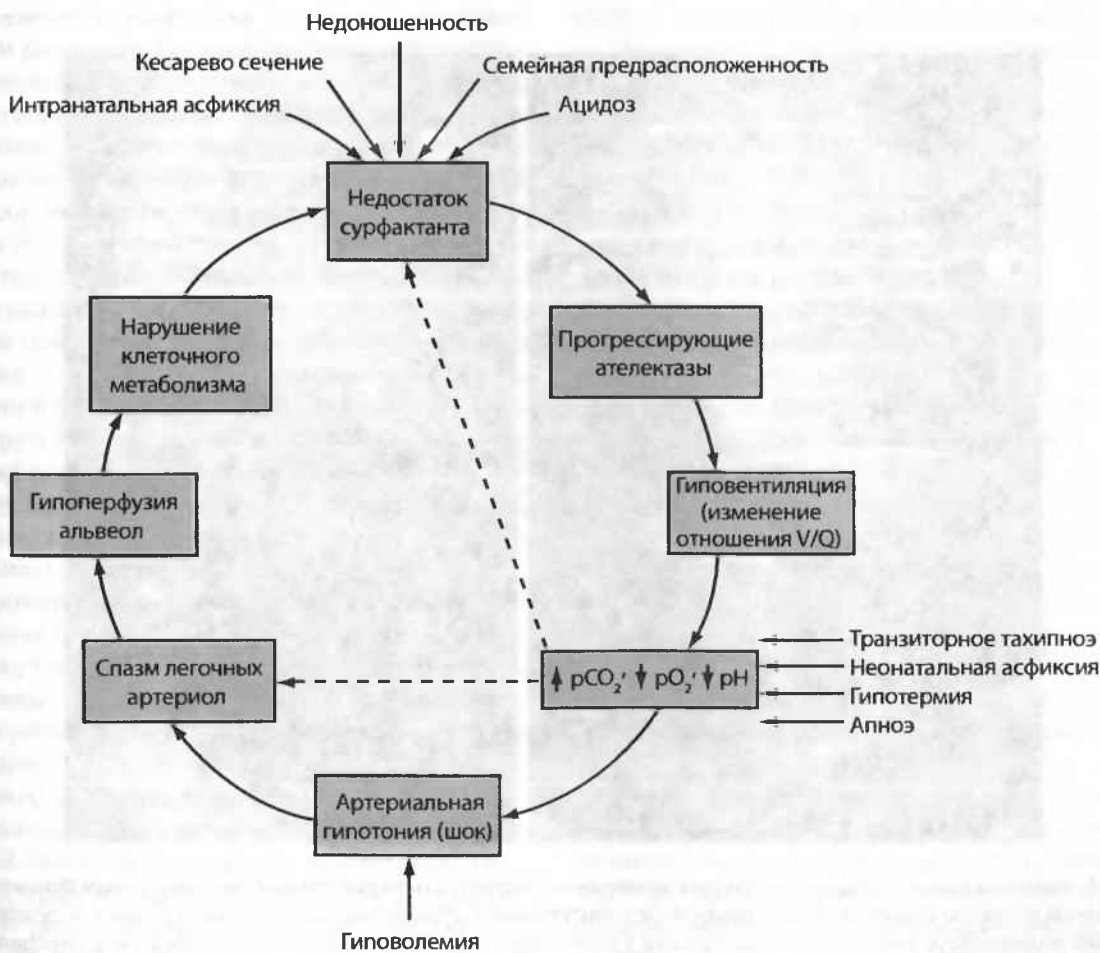 Недоношенность
Кесарево сечение
Семейная предрасположенность
Интранатальная асфиксия
Ацидоз
Недостаток
сурфактанта
Нарушение
клеточного
метаболизма
Прогрессирующие
ателектазы
Гипоперфузия
альвеол
Гиповентиляция
(изменение
отношения V/Q)
Спазм легочных
артериол
pCO₂, pO₂, pH
Транзиторное тахипноэ
Неонатальная асфиксия
Гипотермия
Апноэ
Артериальная
гипотония (шок)
Гиповолемия